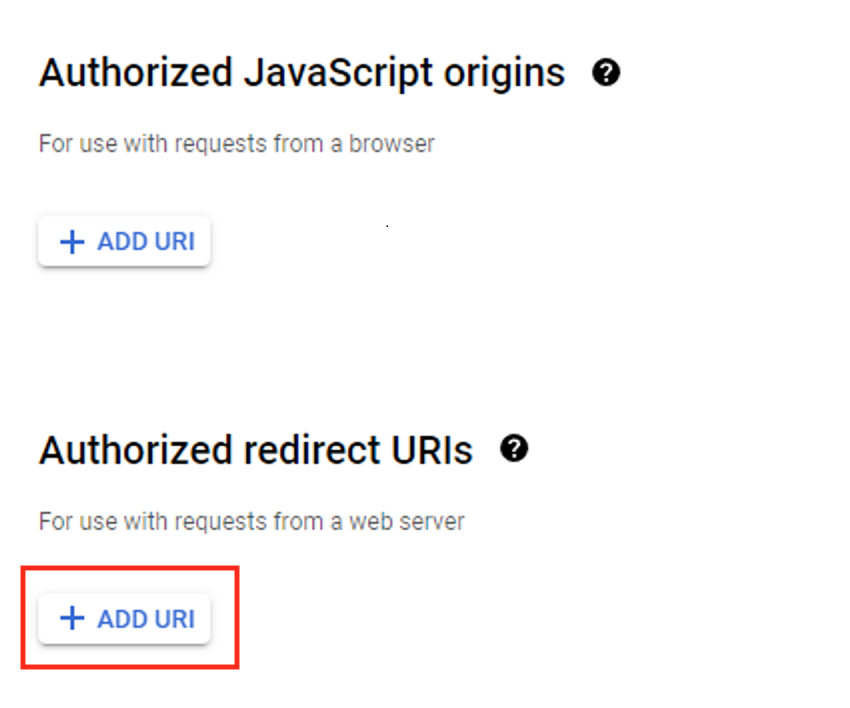 Authorized JavaScript origins ?
For use with requests from a browser
+ ADD URI
Authorized redirect URIs ?
For use with requests from a web server
+ ADD URI